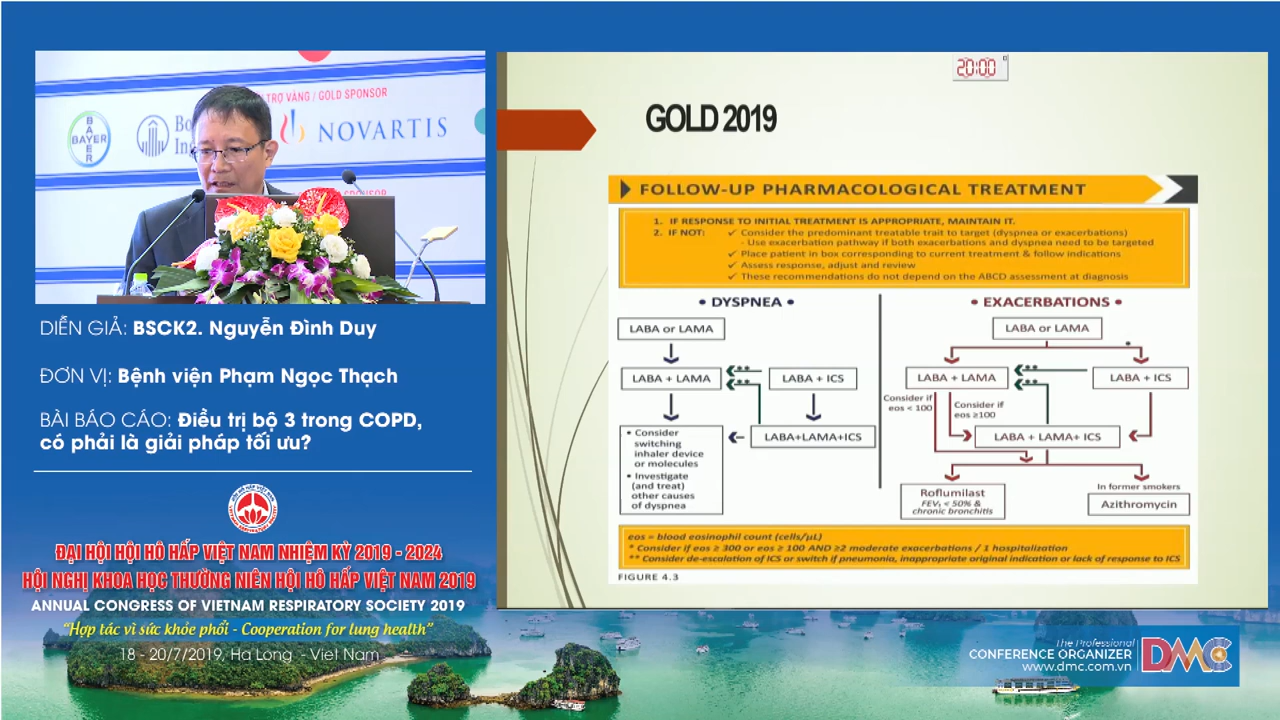 TRỢ VÀNG / GOLD SPONSOR
BAYER
BAYER
Bo
In
NOVARTIS
SPONSOR
DIỄN GIẢ: BSCK2. Nguyễn Đình Duy
ĐƠN VỊ: Bệnh viện Phạm Ngọc Thạch
BÀI BÁO CÁO: Điều trị bộ 3 trong COPD,
có phải là giải pháp tối ưu?
ĐẠI HỘI HỘI HÔ HẤP VIỆT NAM NHIỆM KỲ 2019 - 2024
HỘI NGHỊ KHOA HỌC THƯỜNG NIÊN HỘI HÔ HẤP VIỆT NAM 2019
ANNUAL CONGRESS OF VIETNAM RESPIRATORY SOCIETY 2019
“Hợp tác vì sức khỏe phổi - Cooperation for lung health”
18 - 20/7/2019, Ha Long - Viet Nam
20:00
GOLD 2019
FOLLOW-UP PHARMACOLOGICAL TREATMENT
1. IF RESPONSE TO INITIAL TREATMENT IS APPROPRIATE, MAINTAIN IT.
2. IF NOT: ✓ Consider the predominant treatable trait to target (dyspnea or exacerbations)
- Use exacerbation pathway if both exacerbations and dyspnea need to be targeted
✓ Place patient in box corresponding to current treatment & follow indications
✓ Assess response, adjust and review
✓ These recommendations do not depend on the ABCD assessment at diagnosis
• DYSPNEA •
LABA or LAMA
LABA + LAMA
**
**
LABA + ICS
• Consider
switching
inhaler device
or molecules
• Investigate
(and treat)
other causes
of dyspnea
LABA+LAMA+ICS
• EXACERBATIONS •
LABA or LAMA
*
LABA + LAMA
**
**
LABA + ICS
Consider if
eos < 100
Consider if
eos ≥100
LABA + LAMA+ ICS
Roflumilast
FEV₁ < 50% &
chronic bronchitis
In former smokers
Azithromycin
eos = blood eosinophil count (cells/µL)
* Consider if eos ≥ 300 or eos ≥ 100 AND ≥2 moderate exacerbations / 1 hospitalization
** Consider de-escalation of ICS or switch if pneumonia, inappropriate original indication or lack of response to ICS
FIGURE 4.3
The Professional
CONFERENCE ORGANIZER
www.dmc.com.vn
DMC